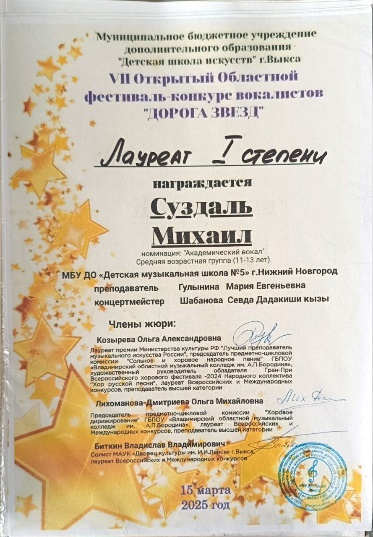 Муниципальное бюджетное учреждение
дополнительного образования
"Детская школа искусств" г.Выкса
VII Открытый Областной
фестиваль-конкурс вокалистов
"ДОРОГА ЗВЕЗД"
Лауреат I степени
награждается
Суздаль
Михаил
номинация: "Академический вокал"
Средняя возрастная группа (11-13 лет)
МБУ ДО «Детская музыкальная школа №5» г.Нижний Новгород
преподаватель Гулынина Мария Евгеньевна
концертмейстер Шабанова Севда Дадакиши кызы
Члены жюри:
Козырева Ольга Александровна
Лауреат премии Министерства культуры РФ "Лучший преподаватель
музыкального искусства России", председатель предметно-цикловой
комиссии "Сольное и хоровое народное пение" ГБПОУ
«Владимирский областной музыкальный колледж им. А.П.Бородина»,
художественный руководитель обладателя Гран-При
Всероссийского хорового фестиваля -2024 Народного коллектива
"Хор русской песни", лауреат Всероссийских и Международных
конкурсов, преподаватель высшей категории
Лихоманова-Дмитриева Ольга Михайловна
Председатель предметно-цикловой комиссии "Хоровое
дирижирование" ГБПОУ «Владимирский областной музыкальный
колледж им. А.П.Бородина», лауреат Всероссийских и
Международных конкурсов, преподаватель высшей категории
Биткин Владислав Владимирович
Солист МАУК «Дворец культуры им. И.И.Лепсе» г.Выкса,
лауреат Всероссийских и Международных конкурсов
15 марта
2025 год